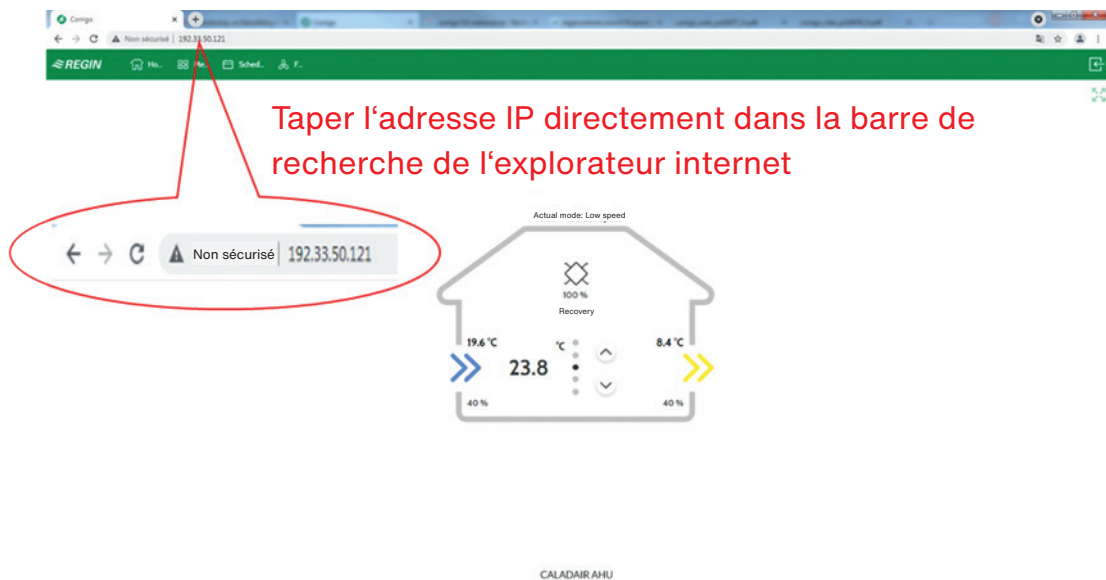 Corrigo
Non sécurisé | 192.33.50.121
REGIN Ho... Me... Sched... F...
Taper l‘adresse IP directement dans la barre de
recherche de l‘explorateur internet
Non sécurisé 192.33.50.121
Actual mode: Low speed
100 %
Recovery
19.6 °C °C 8.4 °C
23.8
40 % 40 %
CALADAIR AHU